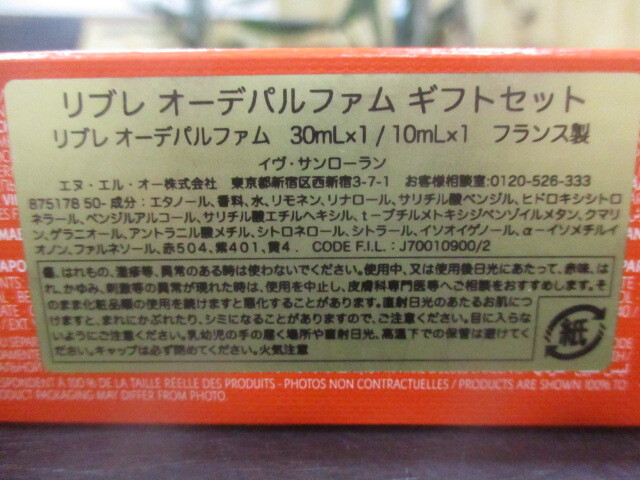 リブレ オーデパルファム ギフトセット
リブレ オーデパルファム 30mL×1 / 10mL×1 フランス製
イヴ・サンローラン
エヌ・エル・オー株式会社 東京都新宿区西新宿3-7-1 お客様相談室:0120-526-333
875178 50- 成分：エタノール、香料、水、リモネン、リナロール、サリチル酸ベンジル、ヒドロキシシトロ
ネラール、ベンジルアルコール、サリチル酸エチルヘキシル、t-ブチルメトキシジベンゾイルメタン、クマリ
ン、ゲラニオール、アントラニル酸メチル、シトロネロール、シトラール、イソオイゲノール、α-イソメチルイ
オノン、ファルネソール、赤504、紫401、黄4． CODE F.I.L. : J70010900/2
傷、はれもの、湿疹等、異常のある時は使わないでください。使用中、又は使用後日光にあたって、赤味、は
れ、かゆみ、刺激等の異常が現れた時は、使用を中止し、皮膚科専門医等へご相談をおすすめします。そ
のまま化粧品類の使用を続けますと悪化することがあります。直射日光のあたるお肌につ
けますと、まれにかぶれたり、シミになることがありますので、ご注意ください。目に入らな
いようにご注意ください。乳幼児の手の届く場所や直射日光、高温下での保管は避けてく
ださい。キャップは必ず閉めてください。火気注意
紙
CORRESPONDENT À 100 % DE LA TAILLE RÉELLE DES PRODUITS - PHOTOS NON CONTRACTUELLES / PRODUCTS ARE SHOWN 100% TO
PRODUCT PACKAGING MAY DIFFER FROM PHOTO.